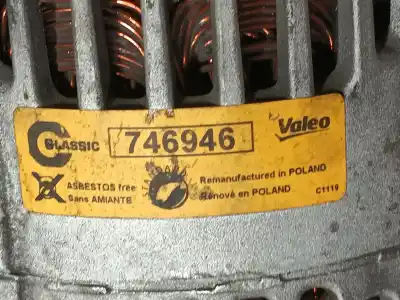 CLASSIC 746946 Valeo
ASBESTOS free
Sans AMIANTE
Remanufactured in POLAND
Rénové en POLAND C1119